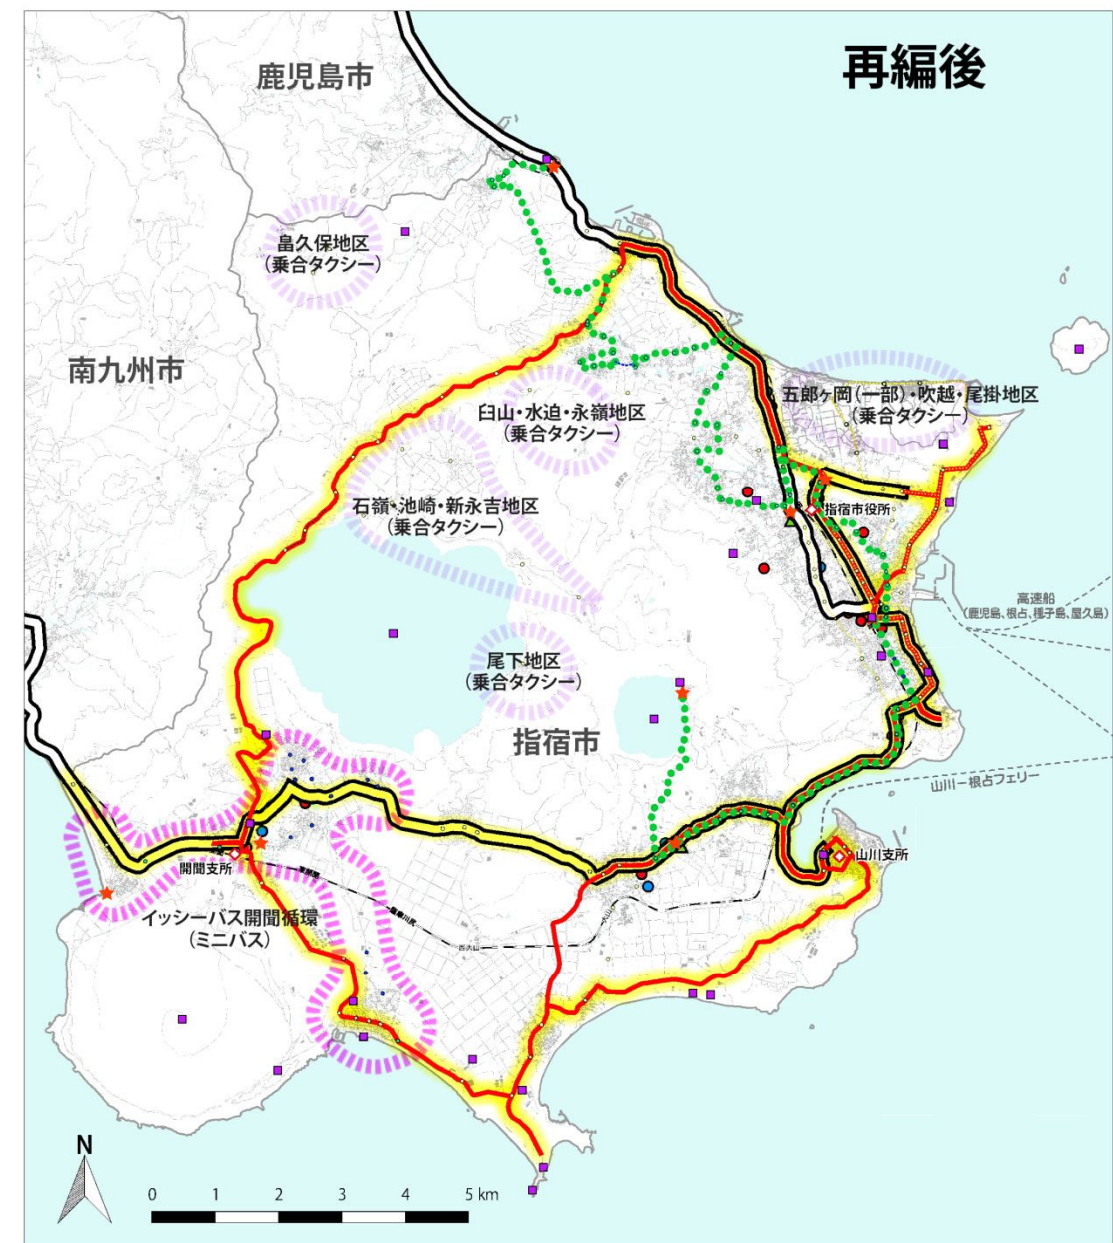 再編後
鹿児島市
畠久保地区
(乗合タクシー)
南九州市
臼山・水迫・永嶺地区
(乗合タクシー)
五郎ヶ岡(一部)・吹越・尾掛地区
(乗合タクシー)
石嶺・池崎・新永吉地区
(乗合タクシー)
指宿市役所
高速船
(鹿児島、根占、種子島、屋久島)
尾下地区
(乗合タクシー)
指宿市
山川－根占フェリー
開聞支所
山川支所
イッシーバス開聞循環
(ミニバス)
N
0 1 2 3 4 5 km